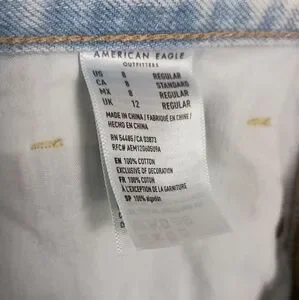 AMERICAN EAGLE
OUTFITTERS
US 8 REGULAR
CA 8 STANDARD
MX 8 REGULAR
UK 12 REGULAR
MADE IN CHINA / FABRIQUÉ EN CHINE /
HECHO EN CHINA
RN 54485/CA 03873
RFC# AEM120605D9A
EN 100% COTTON
EXCLUSIVE OF DECORATION
FR 100% COTON
À L'EXCEPTION DE LA GARNITURE
SP 100% algodón